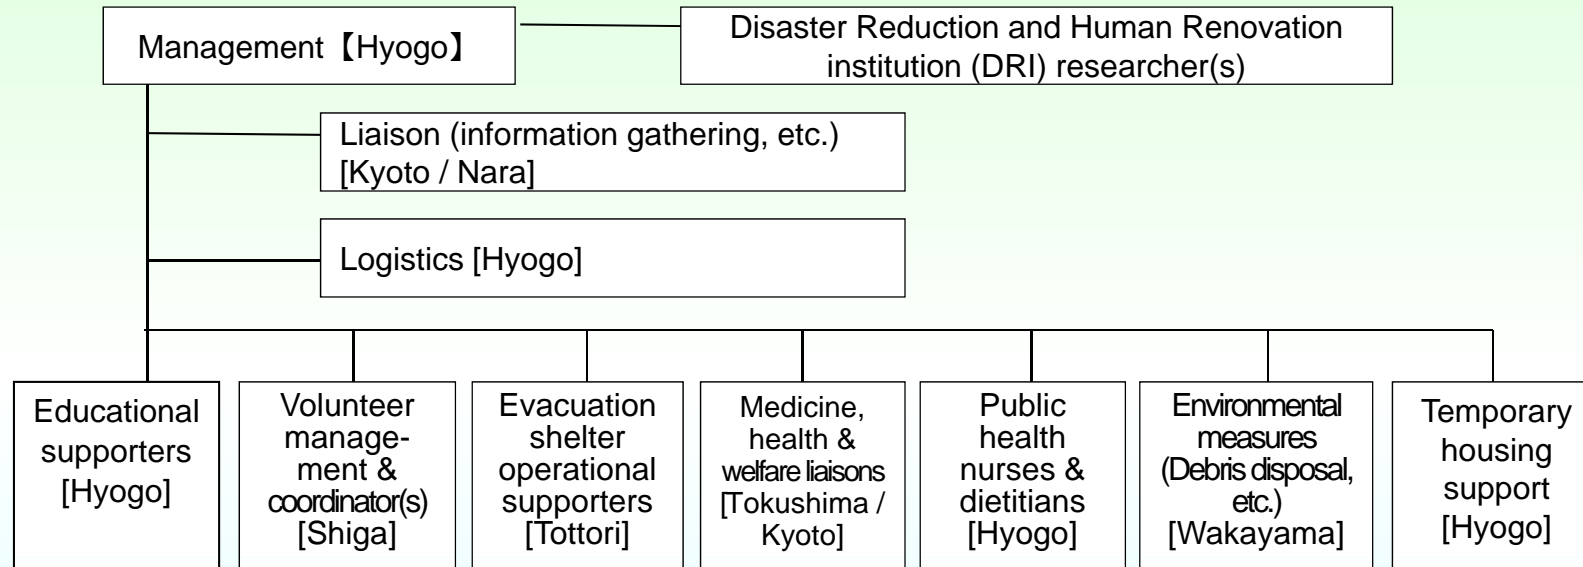 Management【Hyogo】
Disaster Reduction and Human Renovation
institution (DRI) researcher(s)
Liaison (information gathering, etc.)
[Kyoto / Nara]
Logistics [Hyogo]
Educational
supporters
[Hyogo]
Volunteer
manage-
ment &
coordinator(s)
[Shiga]
Evacuation
shelter
operational
supporters
[Tottori]
Medicine,
health &
welfare liaisons
[Tokushima /
Kyoto]
Public
health
nurses &
dietitians
[Hyogo]
Environmental
measures
(Debris disposal,
etc.)
[Wakayama]
Temporary
housing
support
[Hyogo]